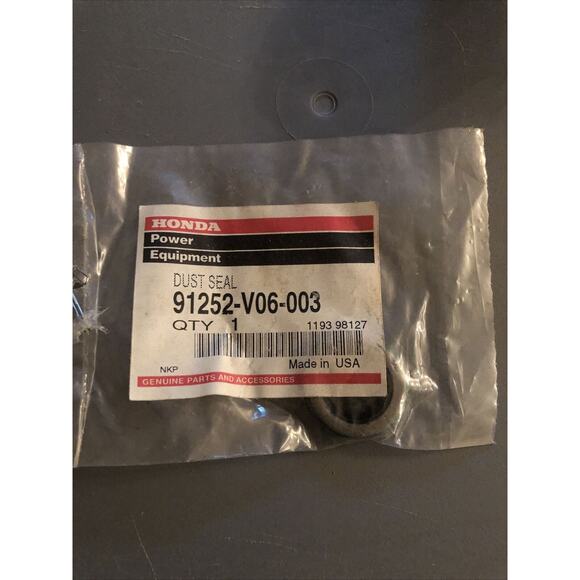 HONDA
Power
Equipment
DUST SEAL
91252-V06-003
QTY 1
1193 98127
NKP Made in USA
GENUINE PARTS AND ACCESSORIES